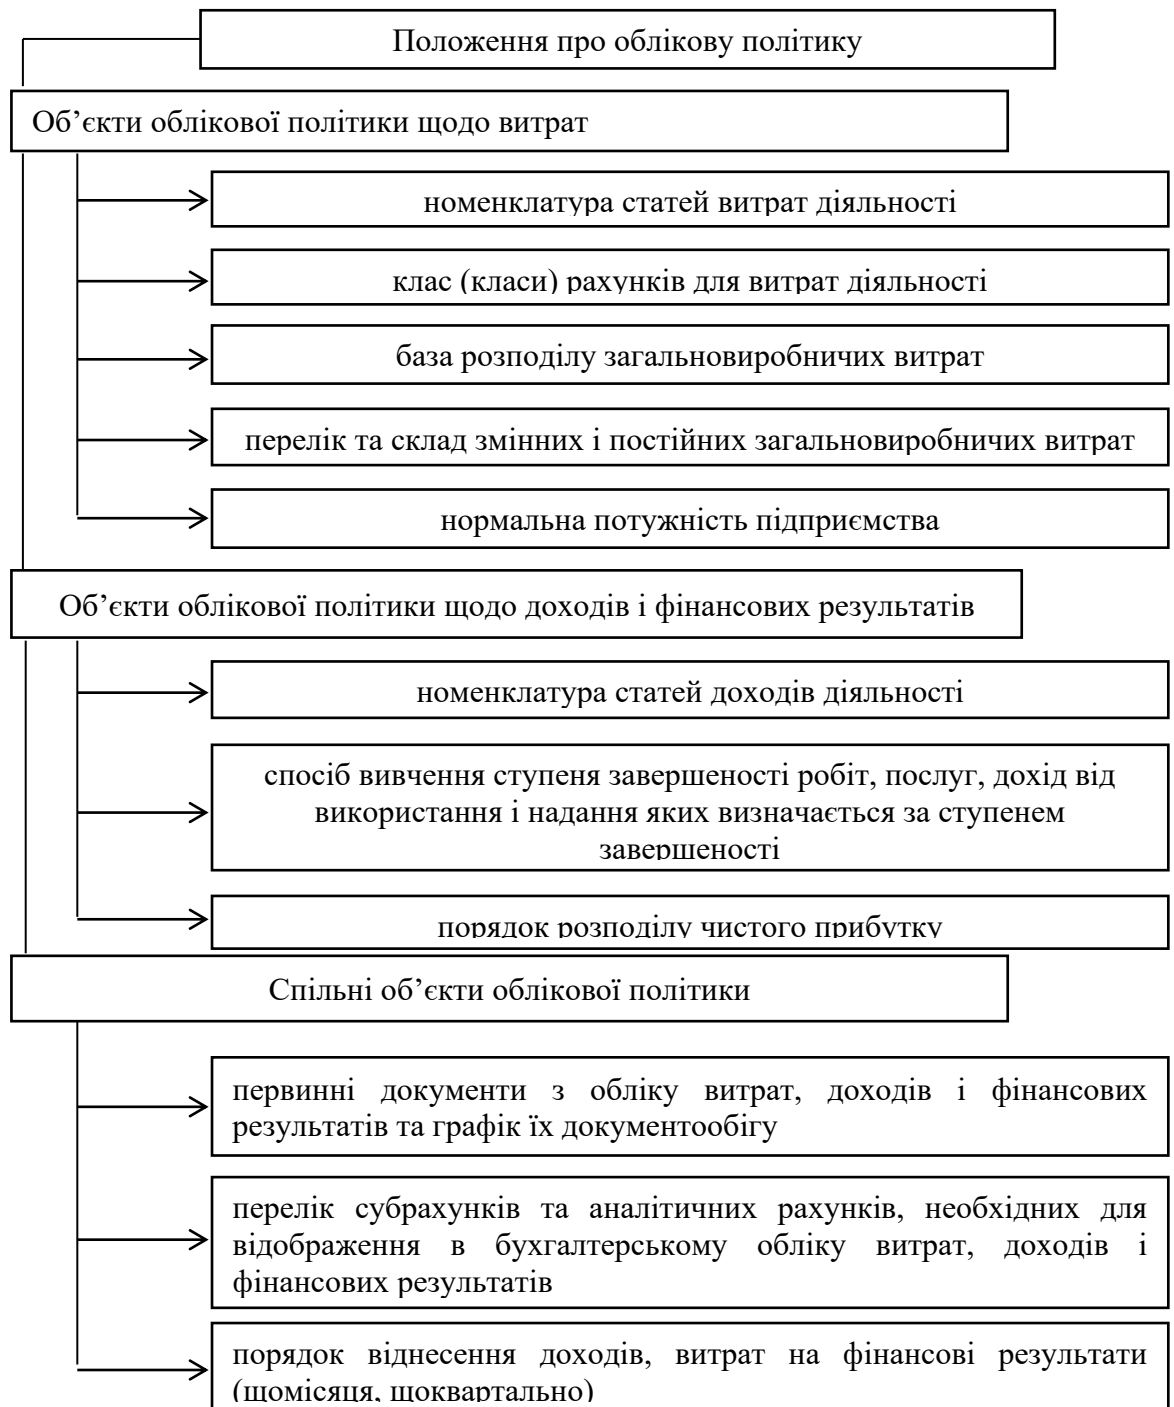 Положення про облікову політику
Об’єкти облікової політики щодо витрат
номенклатура статей витрат діяльності
клас (класи) рахунків для витрат діяльності
база розподілу загальновиробничих витрат
перелік та склад змінних і постійних загальновиробничих витрат
нормальна потужність підприємства
Об’єкти облікової політики щодо доходів і фінансових результатів
номенклатура статей доходів діяльності
спосіб вивчення ступеня завершеності робіт, послуг, дохід від
використання і надання яких визначається за ступенем
завершеності
порядок розподілу чистого прибутку
Спільні об’єкти облікової політики
первинні документи з обліку витрат, доходів і фінансових
результатів та графік їх документообігу
перелік субрахунків та аналітичних рахунків, необхідних для
відображення в бухгалтерському обліку витрат, доходів і
фінансових результатів
порядок віднесення доходів, витрат на фінансові результати
(щомісяця, щоквартально)